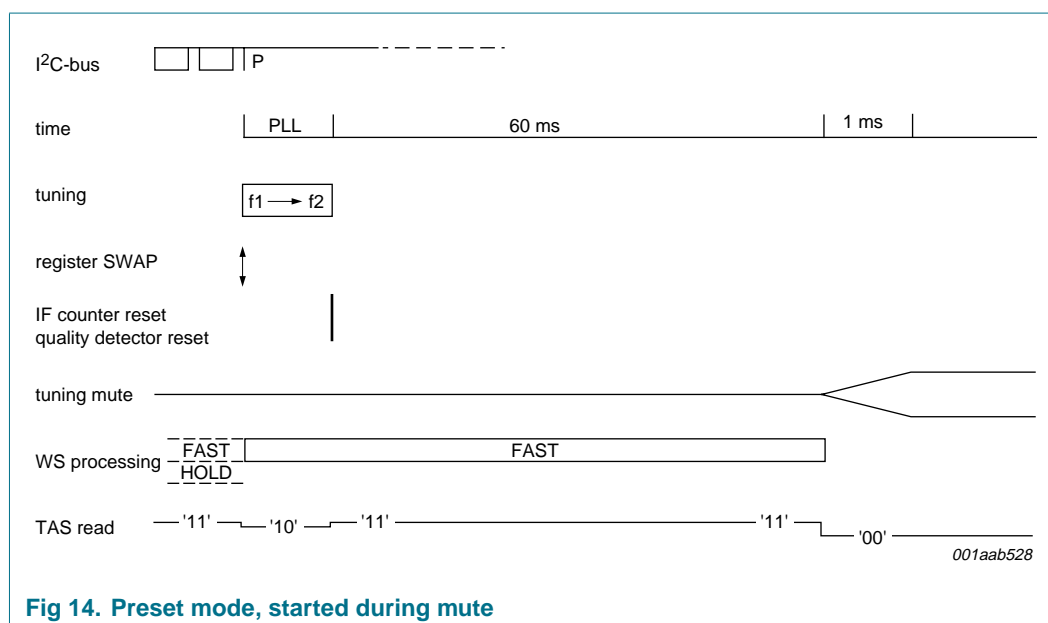 I²C-bus
P
time
PLL
60 ms
1 ms
tuning
f1 → f2
register SWAP
IF counter reset
quality detector reset
tuning mute
WS processing
FAST
HOLD
FAST
TAS read
'11'
'10'
'11'
'11'
'00'
001aab528
Fig 14. Preset mode, started during mute